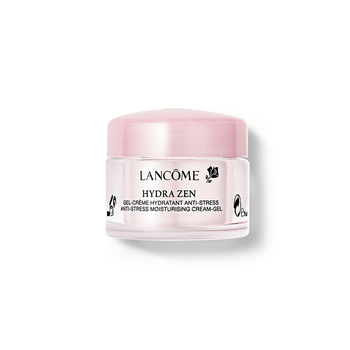 LANCÔME
HYDRA ZEN
GEL-CRÈME HYDRATANT ANTI-STRESS
ANTI-STRESS MOISTURISING CREAM-GEL